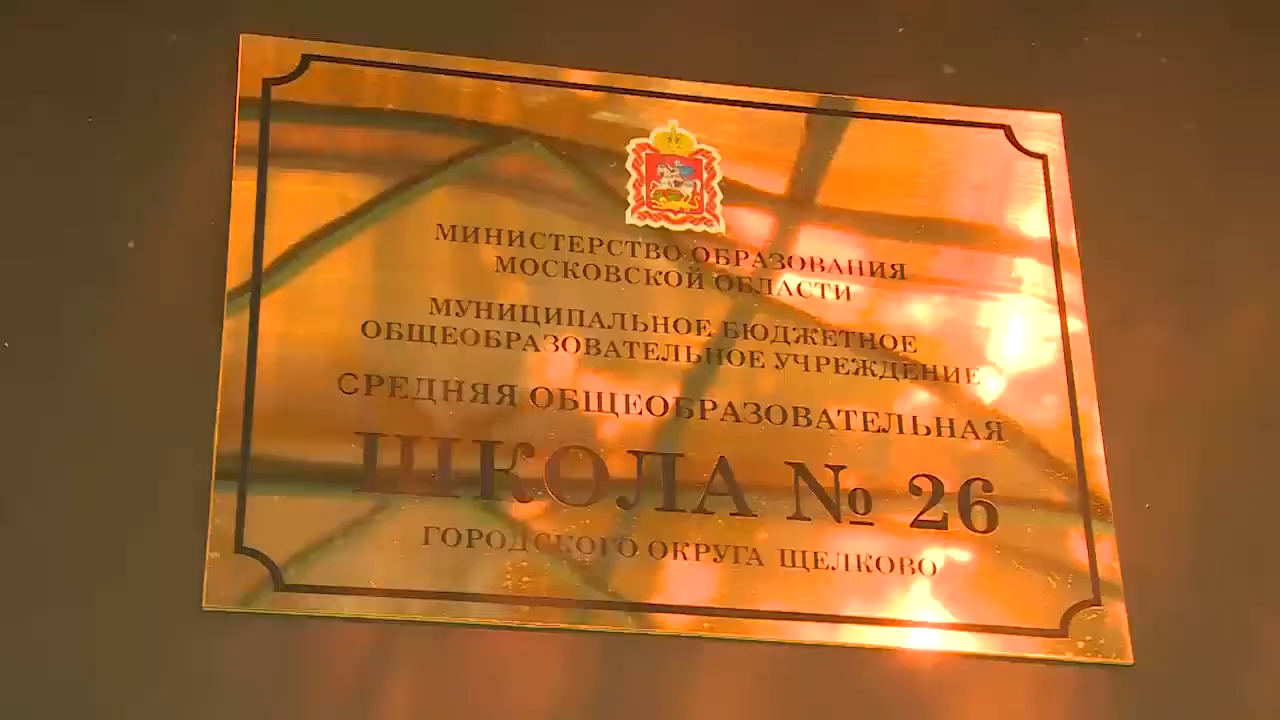 МИНИСТЕРСТВО ОБРАЗОВАНИЯ
МОСКОВСКОЙ ОБЛАСТИ
МУНИЦИПАЛЬНОЕ БЮДЖЕТНОЕ
ОБЩЕОБРАЗОВАТЕЛЬНОЕ УЧРЕЖДЕНИЕ
СРЕДНЯЯ ОБЩЕОБРАЗОВАТЕЛЬНАЯ
ШКОЛА № 26
ГОРОДСКОГО ОКРУГА ЩЕЛКОВО